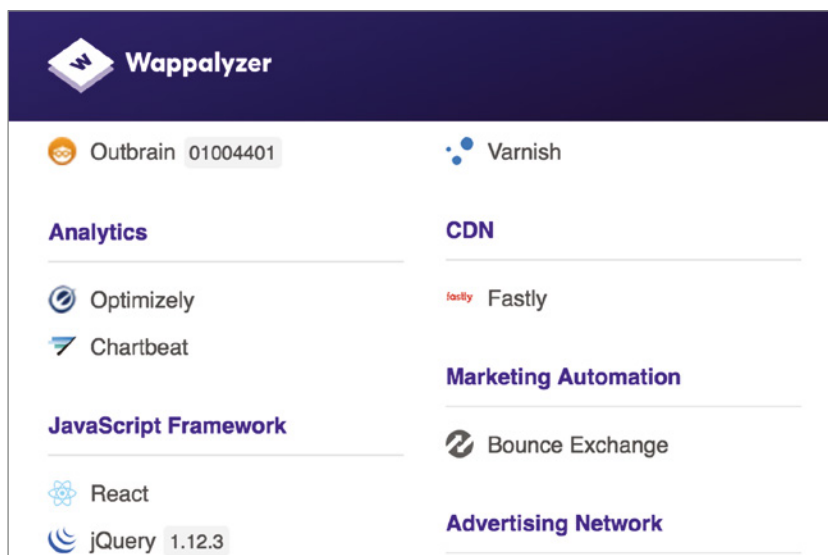 W
Wappalyzer
Outbrain 01004401
Analytics
Optimizely
Chartbeat
JavaScript Framework
React
jQuery 1.12.3
Varnish
CDN
fastly Fastly
Marketing Automation
Bounce Exchange
Advertising Network